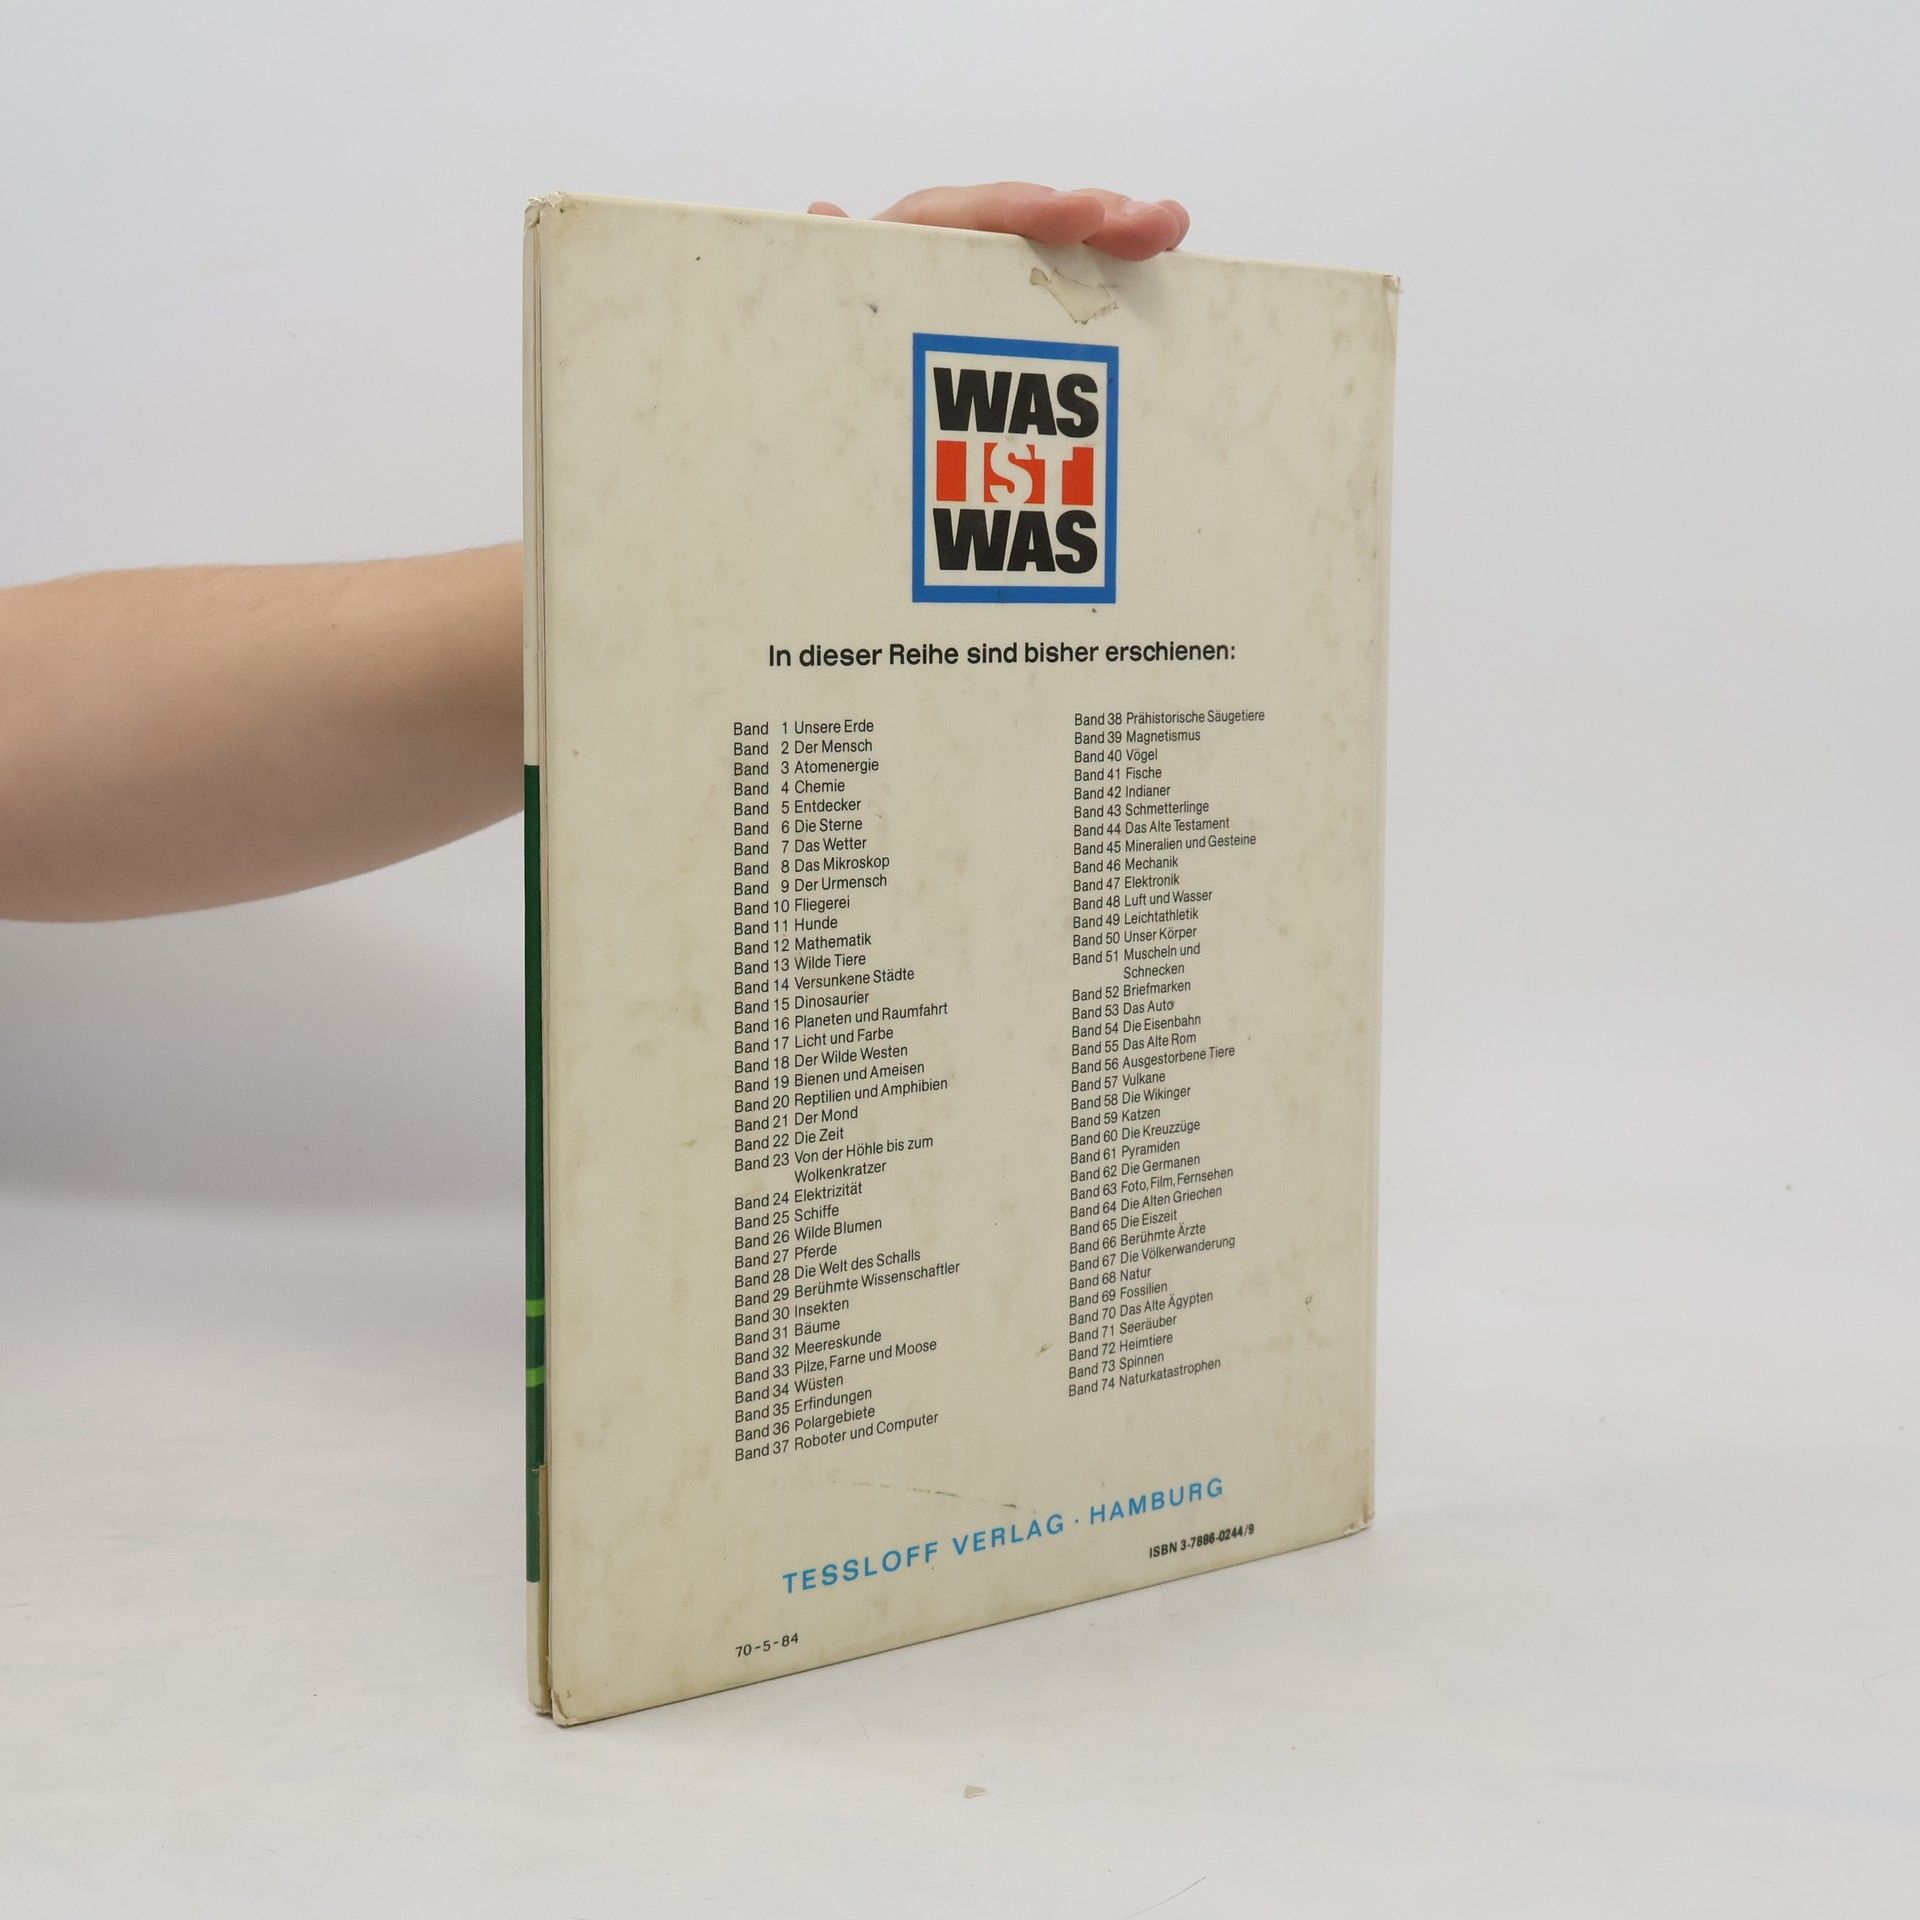 WAS
IST
WAS
In dieser Reihe sind bisher erschienen:
Band 1 Unsere Erde
Band 2 Der Mensch
Band 3 Atomenergie
Band 4 Chemie
Band 5 Entdecker
Band 6 Die Sterne
Band 7 Das Wetter
Band 8 Das Mikroskop
Band 9 Der Urmensch
Band 10 Fliegerei
Band 11 Hunde
Band 12 Mathematik
Band 13 Wilde Tiere
Band 14 Versunkene Städte
Band 15 Dinosaurier
Band 16 Planeten und Raumfahrt
Band 17 Licht und Farbe
Band 18 Der Wilde Westen
Band 19 Bienen und Ameisen
Band 20 Reptilien und Amphibien
Band 21 Der Mond
Band 22 Die Zeit
Band 23 Von der Höhle bis zum
Wolkenkratzer
Band 24 Elektrizität
Band 25 Schiffe
Band 26 Wilde Blumen
Band 27 Pferde
Band 28 Die Welt des Schalls
Band 29 Berühmte Wissenschaftler
Band 30 Insekten
Band 31 Bäume
Band 32 Meereskunde
Band 33 Pilze, Farne und Moose
Band 34 Wüsten
Band 35 Erfindungen
Band 36 Polargebiete
Band 37 Roboter und Computer
Band 38 Prähistorische Säugetiere
Band 39 Magnetismus
Band 40 Vögel
Band 41 Fische
Band 42 Indianer
Band 43 Schmetterlinge
Band 44 Das Alte Testament
Band 45 Mineralien und Gesteine
Band 46 Mechanik
Band 47 Elektronik
Band 48 Luft und Wasser
Band 49 Leichtathletik
Band 50 Unser Körper
Band 51 Muscheln und
Schnecken
Band 52 Briefmarken
Band 53 Das Auto
Band 54 Die Eisenbahn
Band 55 Das Alte Rom
Band 56 Ausgestorbene Tiere
Band 57 Vulkane
Band 58 Die Wikinger
Band 59 Katzen
Band 60 Die Kreuzzüge
Band 61 Pyramiden
Band 62 Die Germanen
Band 63 Foto, Film, Fernsehen
Band 64 Die Alten Griechen
Band 65 Die Eiszeit
Band 66 Berühmte Ärzte
Band 67 Die Völkerwanderung
Band 68 Natur
Band 69 Fossilien
Band 70 Das Alte Ägypten
Band 71 Seeräuber
Band 72 Heimtiere
Band 73 Spinnen
Band 74 Naturkatastrophen
TESSLOFF VERLAG · HAMBURG
ISBN 3-7886-0244/9
70-5-84